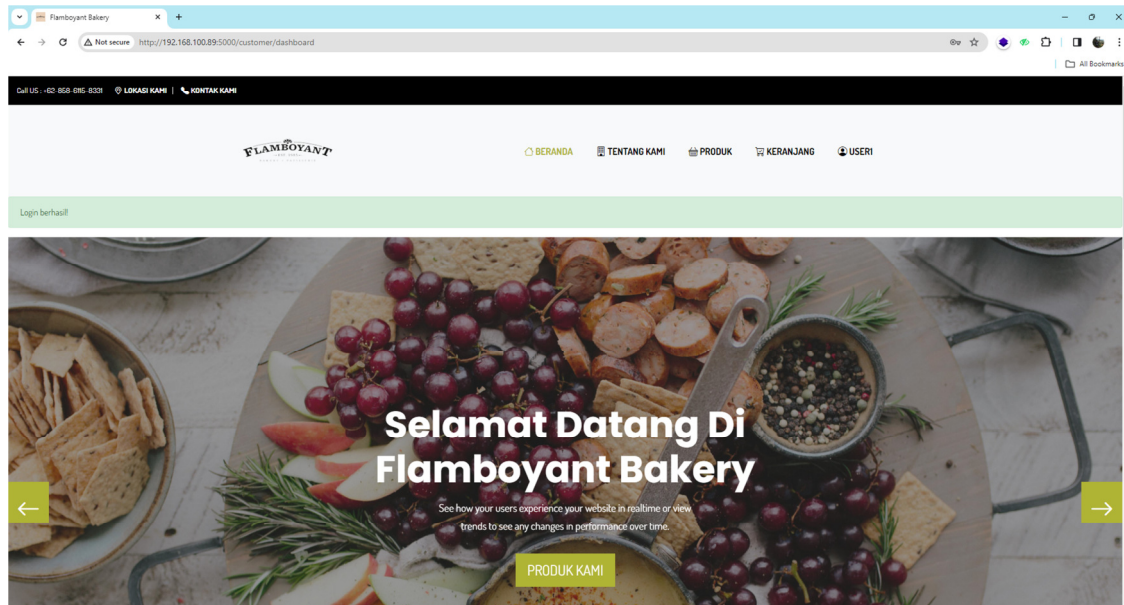 Flamboyant Bakery
Not secure http://192.168.100.89:5000/customer/dashboard
All Bookmarks
Call US : +62-858-6115-8331 LOKASI KAMI | KONTAK KAMI
FLAMBOYANT
BERANDA TENTANG KAMI PRODUK KERANJANG USER1
Login berhasil!
Selamat Datang Di
Flamboyant Bakery
See how your users experience your website in realtime or view
trends to see any changes in performance over time.
PRODUK KAMI